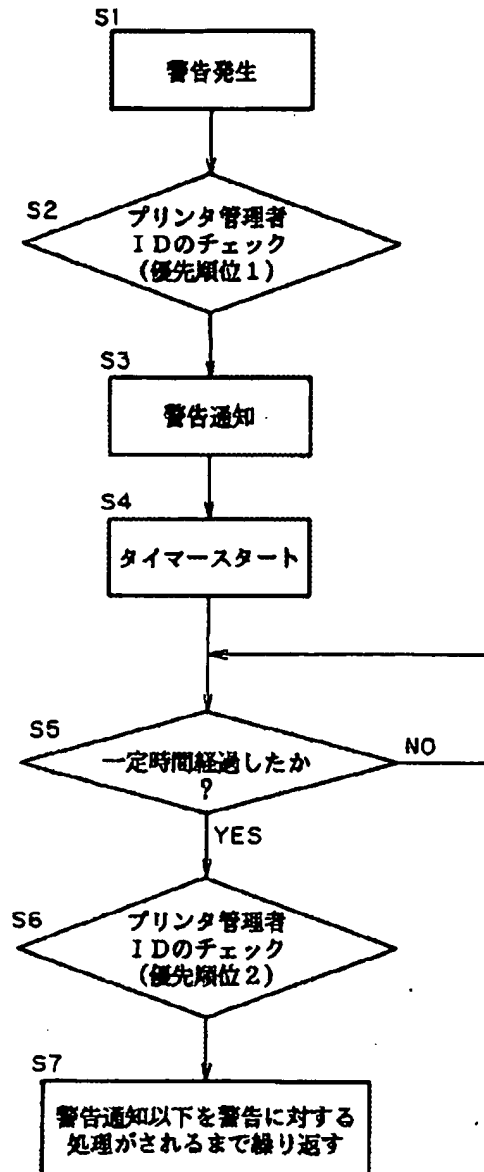 S1
警告発生
S2
プリンタ管理者
IDのチェック
(優先順位1)
S3
警告通知
S4
タイマースタート
S5
一定時間経過したか
?
NO
YES
S6
プリンタ管理者
IDのチェック
(優先順位2)
S7
警告通知以下を警告に対する
処理がされるまで繰り返す